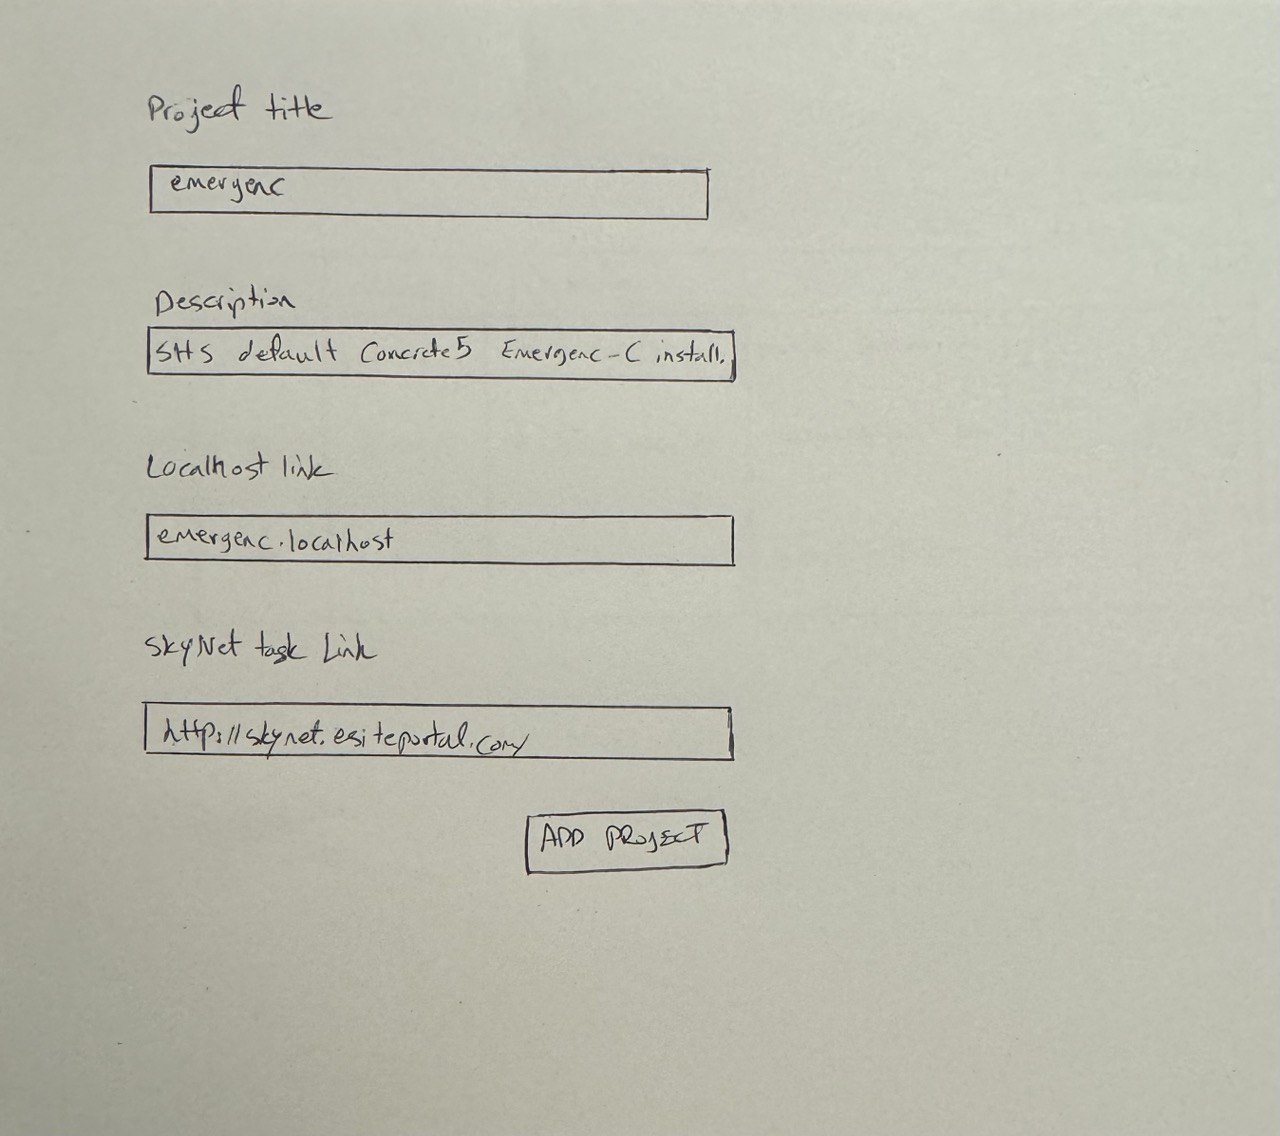 Project title
emergenc
Description
SHS default Concrete5 Emergenc-C install.
Localhost link
emergenc.localhost
SkyNet task Link
http://skynet.esiteportal.com/
ADD PROJECT